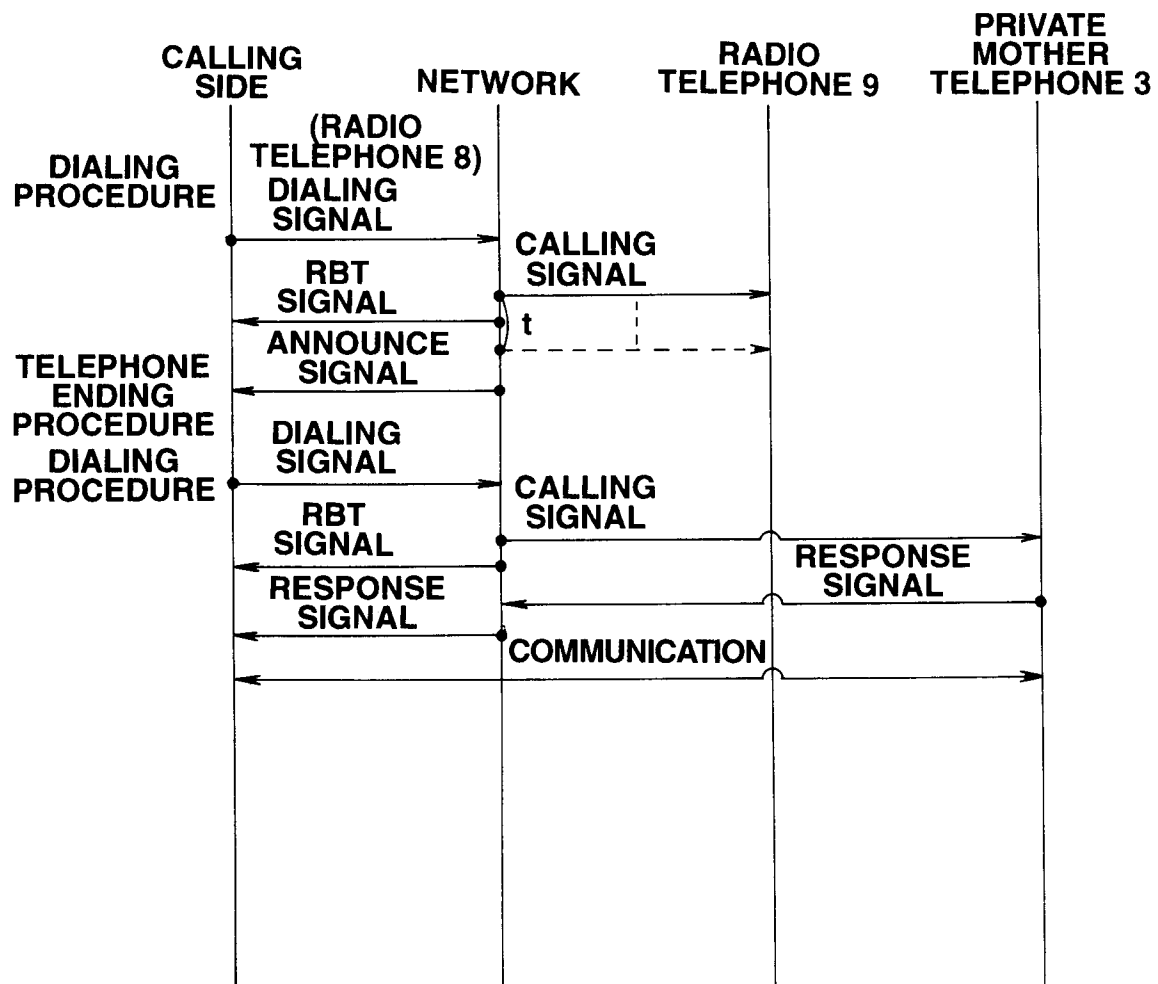 CALLING
SIDE
NETWORK
RADIO
TELEPHONE 9
PRIVATE
MOTHER
TELEPHONE 3
(RADIO
TELEPHONE 8)
DIALING
PROCEDURE
DIALING
SIGNAL
CALLING
SIGNAL
RBT
SIGNAL
t
ANNOUNCE
SIGNAL
TELEPHONE
ENDING
PROCEDURE
DIALING
PROCEDURE
DIALING
SIGNAL
CALLING
SIGNAL
RBT
SIGNAL
RESPONSE
SIGNAL
RESPONSE
SIGNAL
COMMUNICATION